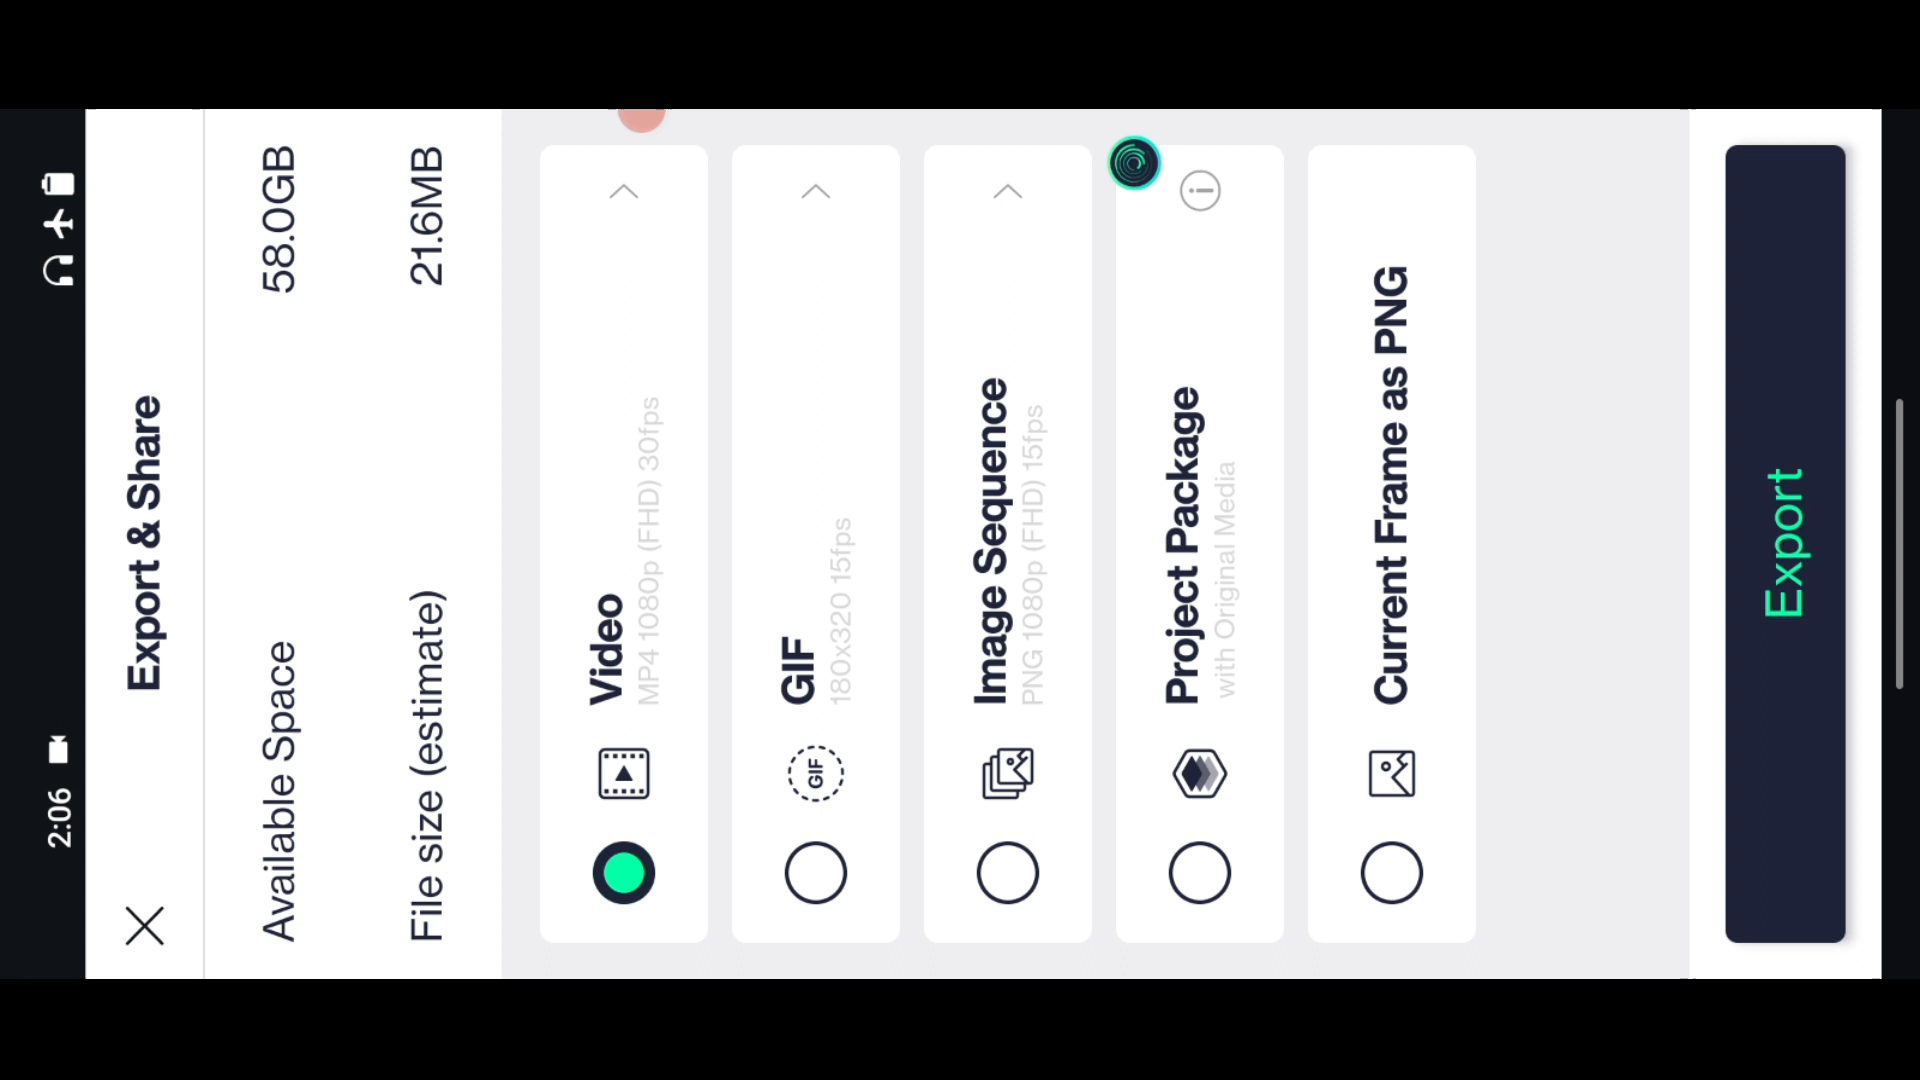 2:06
Export & Share
Available Space 58.0GB
File size (estimate) 21.6MB
Video
MP4 1080p (FHD) 30fps
GIF
GIF
180x320 15fps
Image Sequence
PNG 1080p (FHD) 15fps
Project Package
with Original Media
Current Frame as PNG
Export